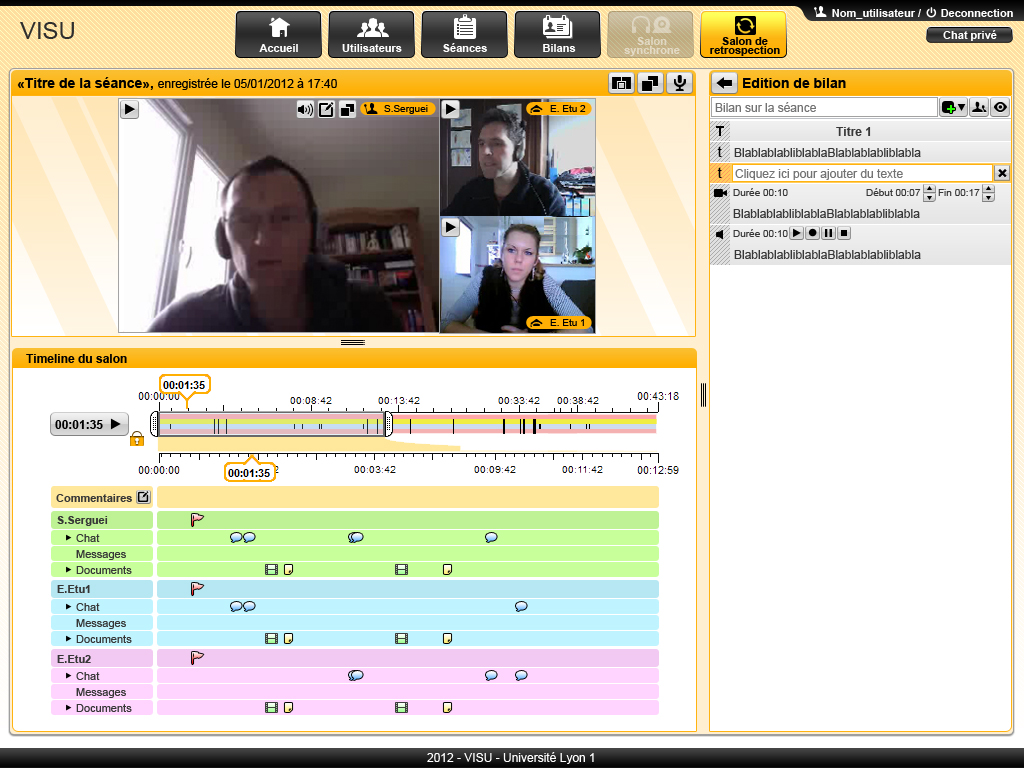 VISU
Accueil
Utilisateurs
Séances
Bilans
Salon synchrone
Salon de retrospection
Nom_utilisateur / Deconnection
Chat privé
«Titre de la séance», enregistrée le 05/01/2012 à 17:40
S.Serguei
E. Etu 2
E. Etu 1
Edition de bilan
Bilan sur la séance
T Titre 1
t BlablablabliblablaBlablablabliblabla
t Cliquez ici pour ajouter du texte
Durée 00:10 Début 00:07 Fin 00:17
BlablablabliblablaBlablablabliblabla
Durée 00:10
BlablablabliblablaBlablablabliblabla
Timeline du salon
00:01:35
00:00:00 00:08:42 00:13:42 00:33:42 00:38:42 00:43:18
00:01:35
00:00:00 00:01:35 00:03:42 00:09:42 00:11:42 00:12:59
Commentaires
S.Serguei
Chat
Messages
Documents
E.Etu1
Chat
Messages
Documents
E.Etu2
Chat
Messages
Documents
2012 - VISU - Université Lyon 1